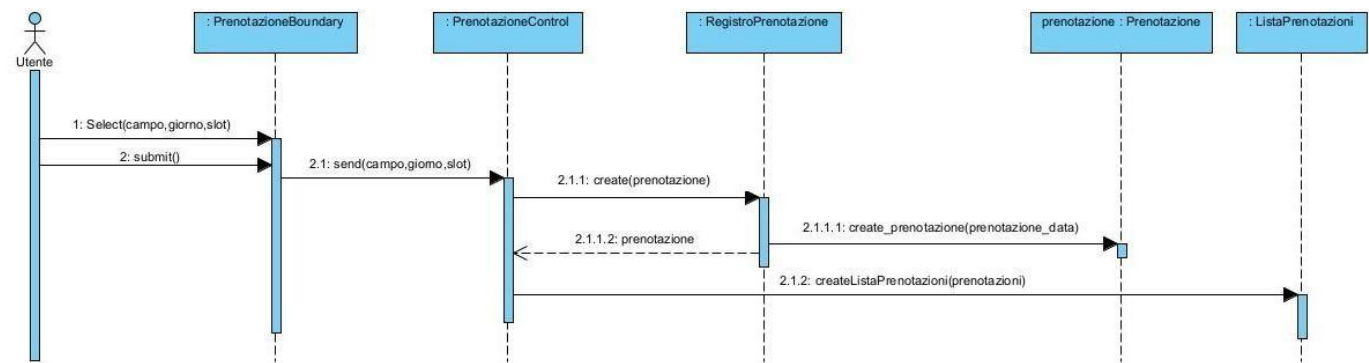 : PrenotazioneBoundary
: PrenotazioneControl
: RegistroPrenotazione
prenotazione : Prenotazione
: ListaPrenotazioni
Utente
1: Select(campo,giorno,slot)
2: submit()
2.1: send(campo,giorno,slot)
2.1.1: create(prenotazione)
2.1.1.1: create_prenotazione(prenotazione_data)
2.1.1.2: prenotazione
2.1.2: createListaPrenotazioni(prenotazioni)